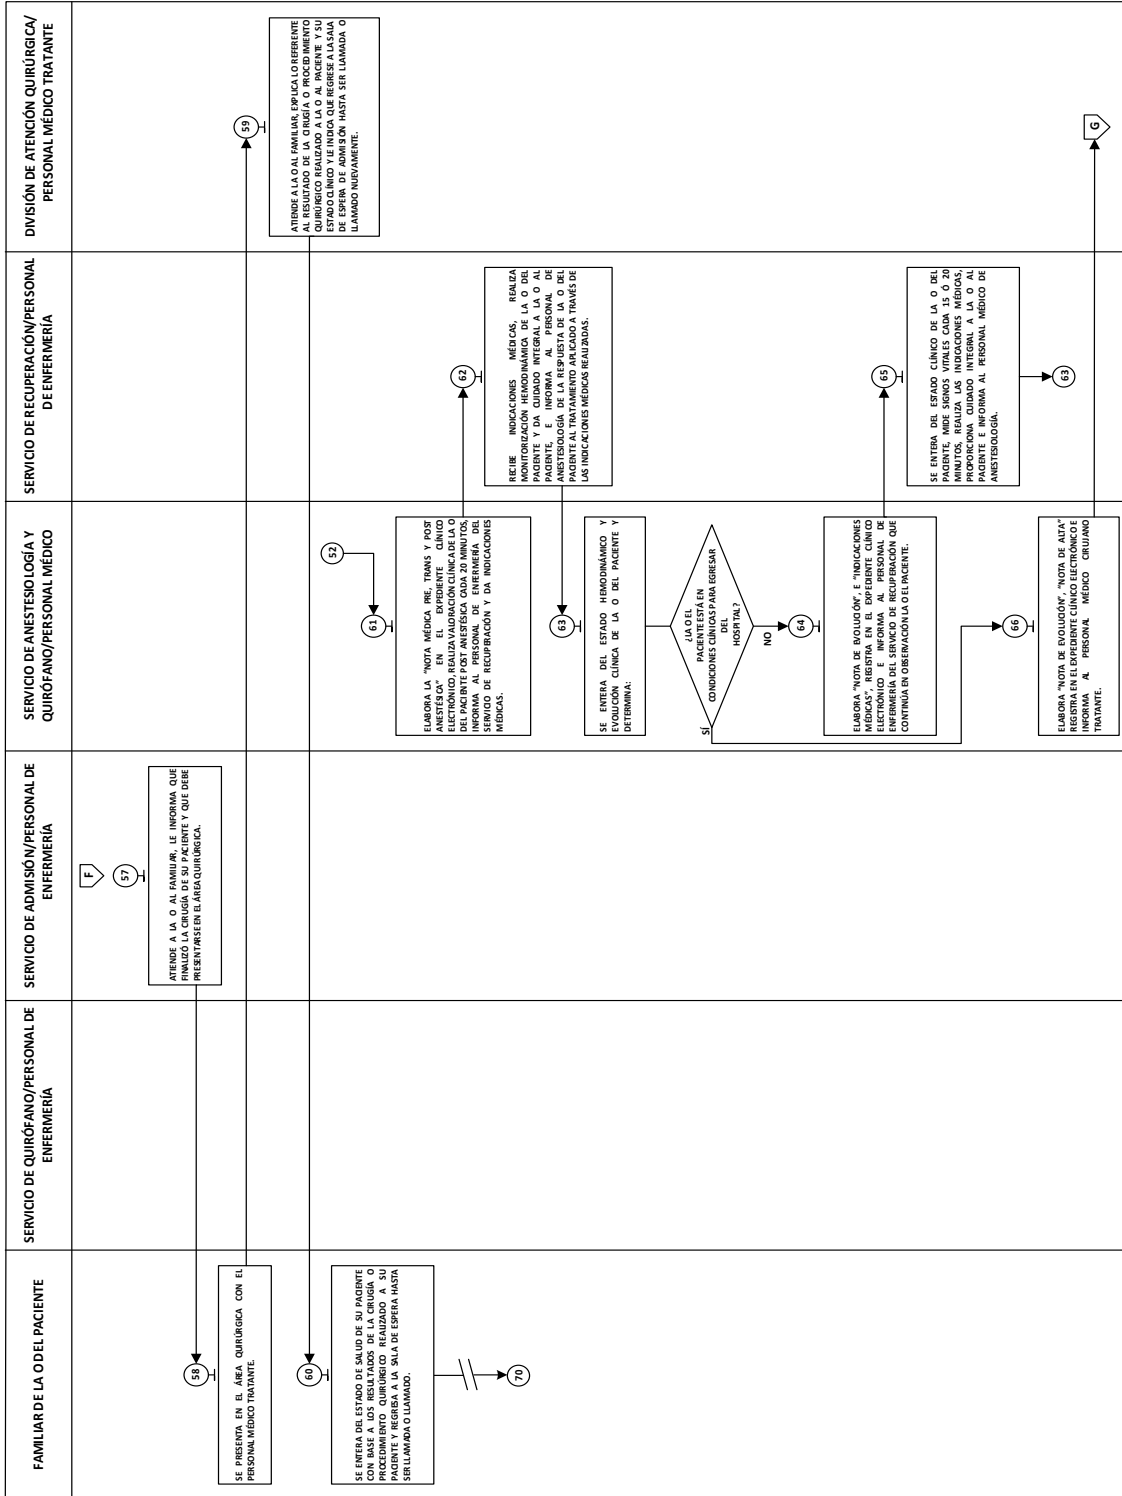 FAMILIAR DE LA O DEL PACIENTE
SERVICIO DE QUIRÓFANO/PERSONAL DE
ENFERMERÍA
SERVICIO DE ADMISIÓN/PERSONAL DE
ENFERMERÍA
SERVICIO DE ANESTESIOLOGÍA Y
QUIRÓFANO/PERSONAL MÉDICO
SERVICIO DE RECUPERACIÓN/PERSONAL
DE ENFERMERÍA
DIVISIÓN DE ATENCIÓN QUIRÚRGICA/
PERSONAL MÉDICO TRATANTE
F
57
ATIENDE A LA O AL FAMILIAR, LE INFORMA QUE
FINALIZÓ LA CIRUGÍA DE SU PACIENTE Y QUE DEBE
PRESENTARSE EN EL ÁREA QUIRÚRGICA.
58
SE PRESENTA EN EL ÁREA QUIRÚRGICA CON EL
PERSONAL MÉDICO TRATANTE.
59
ATIENDE A LA O AL FAMILIAR, EXPLICA LO REFERENTE
AL RESULTADO DE LA CIRUGÍA O PROCEDIMIENTO
QUIRÚRGICO REALIZADO A LA O AL PACIENTE Y SU
ESTADO CLÍNICO Y LE INDICA QUE REGRESE A LA SALA
DE ESPERA DE ADMISIÓN HASTA SER LLAMADA O
LLAMADO NUEVAMENTE.
60
SE ENTERA DEL ESTADO DE SALUD DE SU PACIENTE
CON BASE A LOS RESULTADOS DE LA CIRUGÍA O
PROCEDIMIENTO QUIRÚRGICO REALIZADO A SU
PACIENTE Y REGRESA A LA SALA DE ESPERA HASTA
SER LLAMADA O LLAMADO.
70
52
61
ELABORA LA "NOTA MÉDICA PRE, TRANS Y POST
ANESTÉSICA" EN EL EXPEDIENTE CLÍNICO
ELECTRÓNICO, REALIZA VALORACIÓN CLÍNICA DE LA O
DEL PACIENTE POST ANESTÉSICA CADA 20 MINUTOS,
INFORMA AL PERSONAL DE ENFERMERÍA DEL
SERVICIO DE RECUPERACIÓN Y DA INDICACIONES
MÉDICAS.
62
RECIBE INDICACIONES MÉDICAS, REALIZA
MONITORIZACIÓN HEMODINÁMICA DE LA O DEL
PACIENTE Y DA CUIDADO INTEGRAL A LA O AL
PACIENTE, E INFORMA AL PERSONAL DE
ANESTESIOLOGÍA DE LA RESPUESTA DE LA O DEL
PACIENTE AL TRATAMIENTO APLICADO A TRAVÉS DE
LAS INDICACIONES MÉDICAS REALIZADAS.
63
SE ENTERA DEL ESTADO HEMODINÁMICO Y
EVOLUCIÓN CLÍNICA DE LA O DEL PACIENTE Y
DETERMINA:
¿LA O EL
PACIENTE ESTÁ EN
CONDICIONES CLÍNICAS PARA EGRESAR
DEL
HOSPITAL?
SÍ
NO
64
ELABORA "NOTA DE EVOLUCIÓN", E "INDICACIONES
MÉDICAS", REGISTRA EN EL EXPEDIENTE CLÍNICO
ELECTRÓNICO E INFORMA AL PERSONAL DE
ENFERMERÍA DEL SERVICIO DE RECUPERACIÓN QUE
CONTINÚA EN OBSERVACIÓN LA O EL PACIENTE.
65
SE ENTERA DEL ESTADO CLÍNICO DE LA O DEL
PACIENTE, MIDE SIGNOS VITALES CADA 15 Ó 20
MINUTOS, REALIZA LAS INDICACIONES MÉDICAS,
PROPORCIONA CUIDADO INTEGRAL A LA O AL
PACIENTE E INFORMA AL PERSONAL MÉDICO DE
ANESTESIOLOGÍA.
63
66
ELABORA "NOTA DE EVOLUCIÓN", "NOTA DE ALTA"
REGISTRA EN EL EXPEDIENTE CLÍNICO ELECTRÓNICO E
INFORMA AL PERSONAL MÉDICO CIRUJANO
TRATANTE.
G